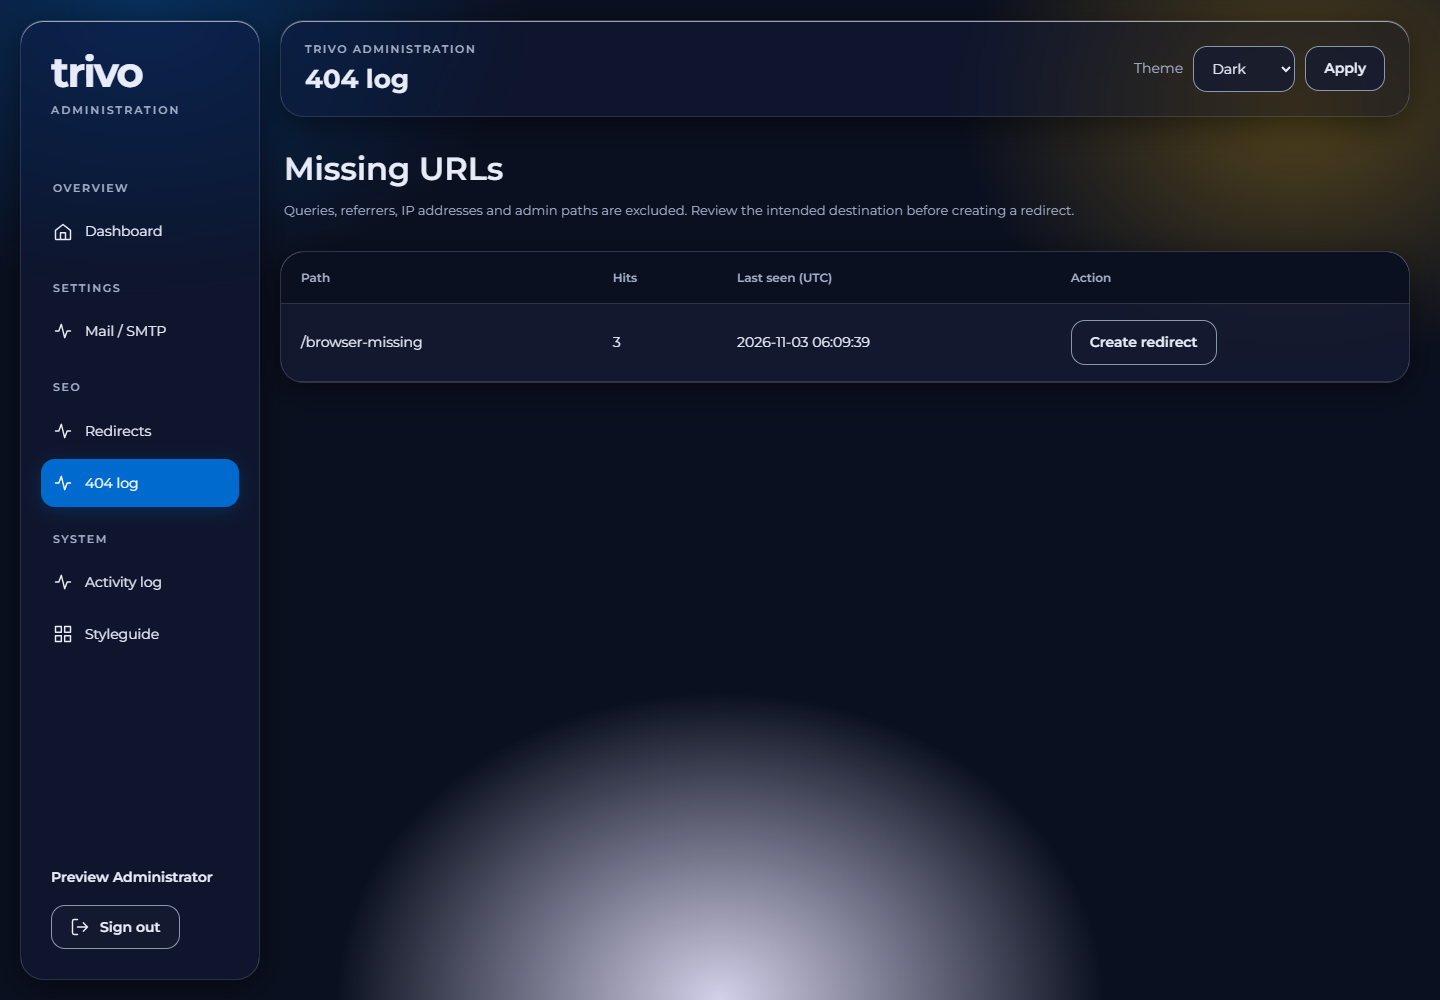 trivo
ADMINISTRATION
OVERVIEW
Dashboard
SETTINGS
Mail / SMTP
SEO
Redirects
404 log
SYSTEM
Activity log
Styleguide
Preview Administrator
Sign out
TRIVO ADMINISTRATION
404 log
Theme Dark Apply
Missing URLs
Queries, referrers, IP addresses and admin paths are excluded. Review the intended destination before creating a redirect.
Path Hits Last seen (UTC) Action
/browser-missing 3 2026-11-03 06:09:39 Create redirect